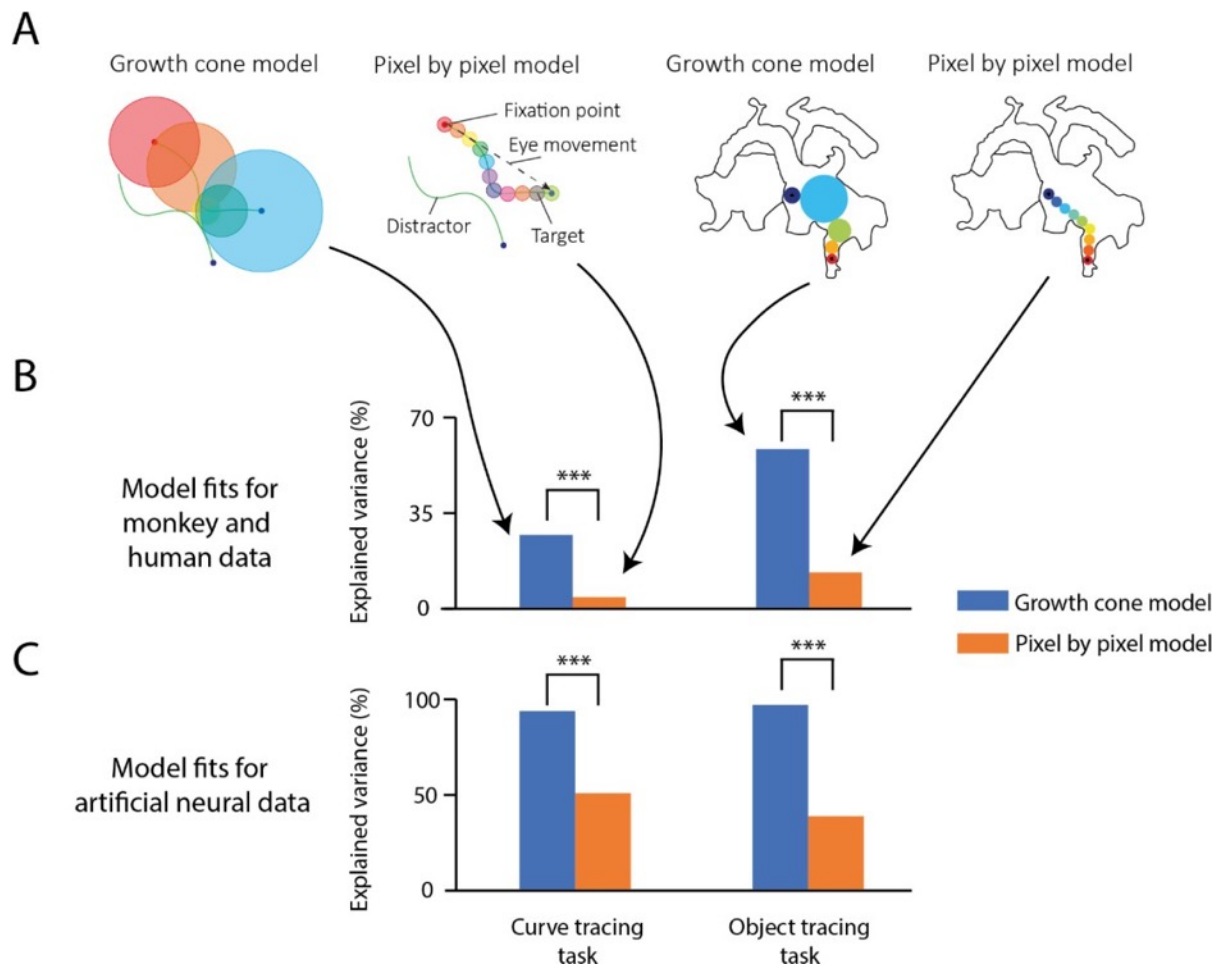 A
Growth cone model
Pixel by pixel model
Growth cone model
Pixel by pixel model
Fixation point
Eye movement
Distractor
Target
B
Model fits for
monkey and
human data
Explained variance (%)
70
35
0
***
***
Growth cone model
Pixel by pixel model
C
Model fits for
artificial neural data
Explained variance (%)
100
50
0
***
***
Curve tracing
task
Object tracing
task